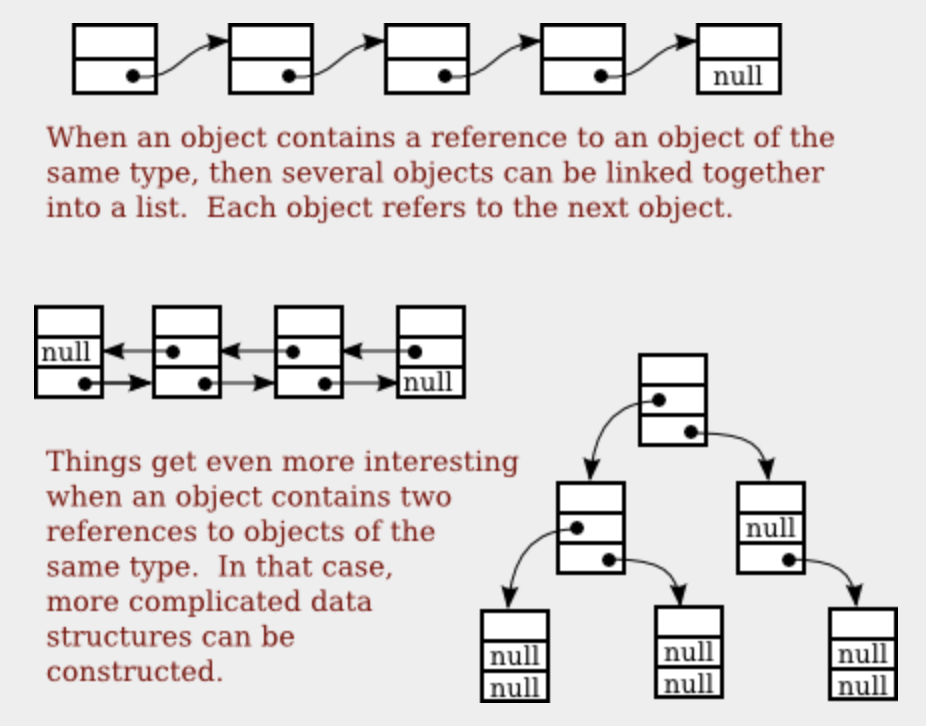 null
When an object contains a reference to an object of the
same type, then several objects can be linked together
into a list.  Each object refers to the next object.
null
null
Things get even more interesting
when an object contains two
references to objects of the
same type.  In that case,
more complicated data
structures can be
constructed.
null
null
null
null
null
null
null